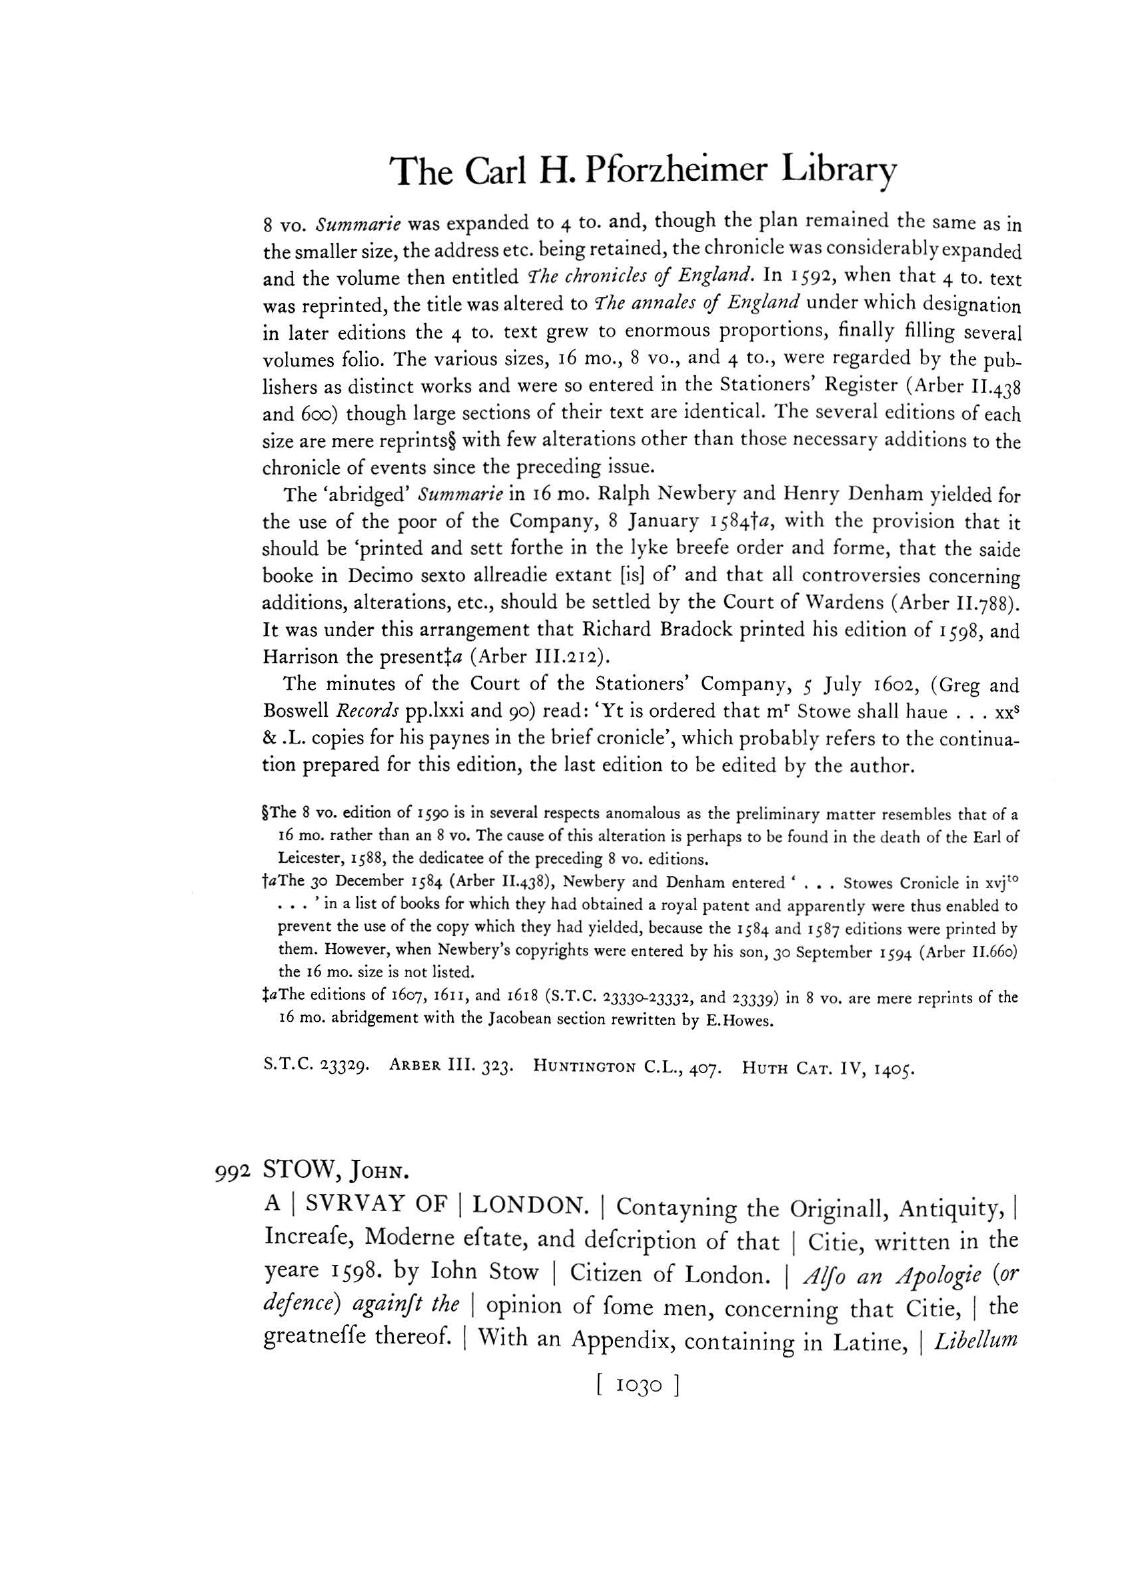 The Carl H. Pforzheimer Library
8 vo. Summarie was expanded to 4 to. and, though the plan remained the same as in
the smaller size, the address etc. being retained, the chronicle was considerably expanded
and the volume then entitled The chronicles of England. In 1592, when that 4 to. text
was reprinted, the title was altered to The annales of England under which designation
in later editions the 4 to. text grew to enormous proportions, finally filling several
volumes folio. The various sizes, 16 mo., 8 vo., and 4 to., were regarded by the pub-
lishers as distinct works and were so entered in the Stationers' Register (Arber II.438
and 600) though large sections of their text are identical. The several editions of each
size are mere reprints§ with few alterations other than those necessary additions to the
chronicle of events since the preceding issue.
The ‘abridged’ Summarie in 16 mo. Ralph Newbery and Henry Denham yielded for
the use of the poor of the Company, 8 January 1584†a, with the provision that it
should be ‘printed and sett forthe in the lyke breefe order and forme, that the saide
booke in Decimo sexto allreadie extant [is] of’ and that all controversies concerning
additions, alterations, etc., should be settled by the Court of Wardens (Arber II.788).
It was under this arrangement that Richard Bradock printed his edition of 1598, and
Harrison the present‡a (Arber III.212).
The minutes of the Court of the Stationers' Company, 5 July 1602, (Greg and
Boswell Records pp.lxxi and 90) read: ‘Yt is ordered that mʳ Stowe shall haue . . . xxˢ
& .L. copies for his paynes in the brief cronicle’, which probably refers to the continua-
tion prepared for this edition, the last edition to be edited by the author.
§The 8 vo. edition of 1590 is in several respects anomalous as the preliminary matter resembles that of a
16 mo. rather than an 8 vo. The cause of this alteration is perhaps to be found in the death of the Earl of
Leicester, 1588, the dedicatee of the preceding 8 vo. editions.
†aThe 30 December 1584 (Arber II.438), Newbery and Denham entered ‘ . . . Stowes Cronicle in xvjᵗᵒ
. . . ’ in a list of books for which they had obtained a royal patent and apparently were thus enabled to
prevent the use of the copy which they had yielded, because the 1584 and 1587 editions were printed by
them. However, when Newbery's copyrights were entered by his son, 30 September 1594 (Arber II.660)
the 16 mo. size is not listed.
‡aThe editions of 1607, 1611, and 1618 (S.T.C. 23330-23332, and 23339) in 8 vo. are mere reprints of the
16 mo. abridgement with the Jacobean section rewritten by E.Howes.
S.T.C. 23329. Arber III. 323. Huntington C.L., 407. Huth Cat. IV, 1405.
992 STOW, John.
A | SVRVAY OF | LONDON. | Contayning the Originall, Antiquity, |
Increaſe, Moderne eſtate, and deſcription of that | Citie, written in the
yeare 1598. by Iohn Stow | Citizen of London. | Alſo an Apologie (or
defence) againſt the | opinion of ſome men, concerning that Citie, | the
greatneſſe thereof. | With an Appendix, containing in Latine, | Libellum
[ 1030 ]